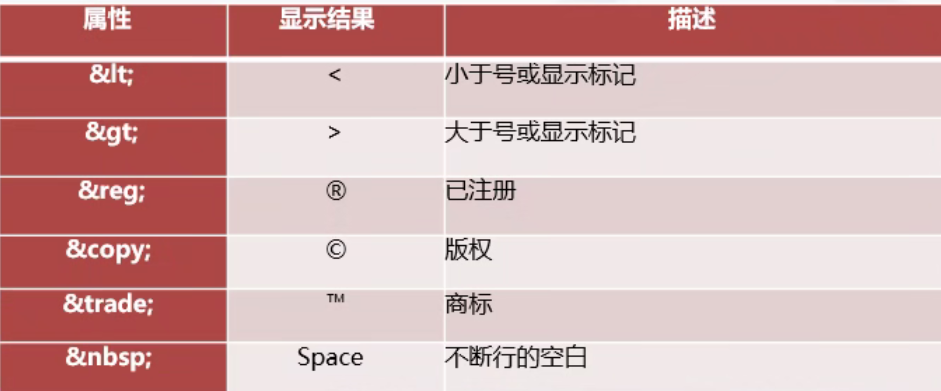 属性 显示结果 描述
&lt; < 小于号或显示标记
&gt; > 大于号或显示标记
&reg; ® 已注册
&copy; © 版权
&trade; ™ 商标
&nbsp; Space 不断行的空白